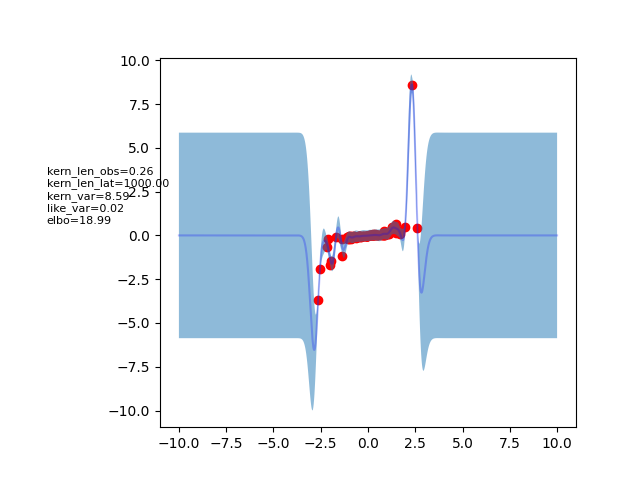 10.0
7.5
5.0
kern_len_obs=0.26
kern_len_lat=1000.00
2.5
kern_var=8.59
like_var=0.02
elbo=18.99
0.0
−2.5
−5.0
−7.5
−10.0
−10.0 −7.5 −5.0 −2.5 0.0 2.5 5.0 7.5 10.0